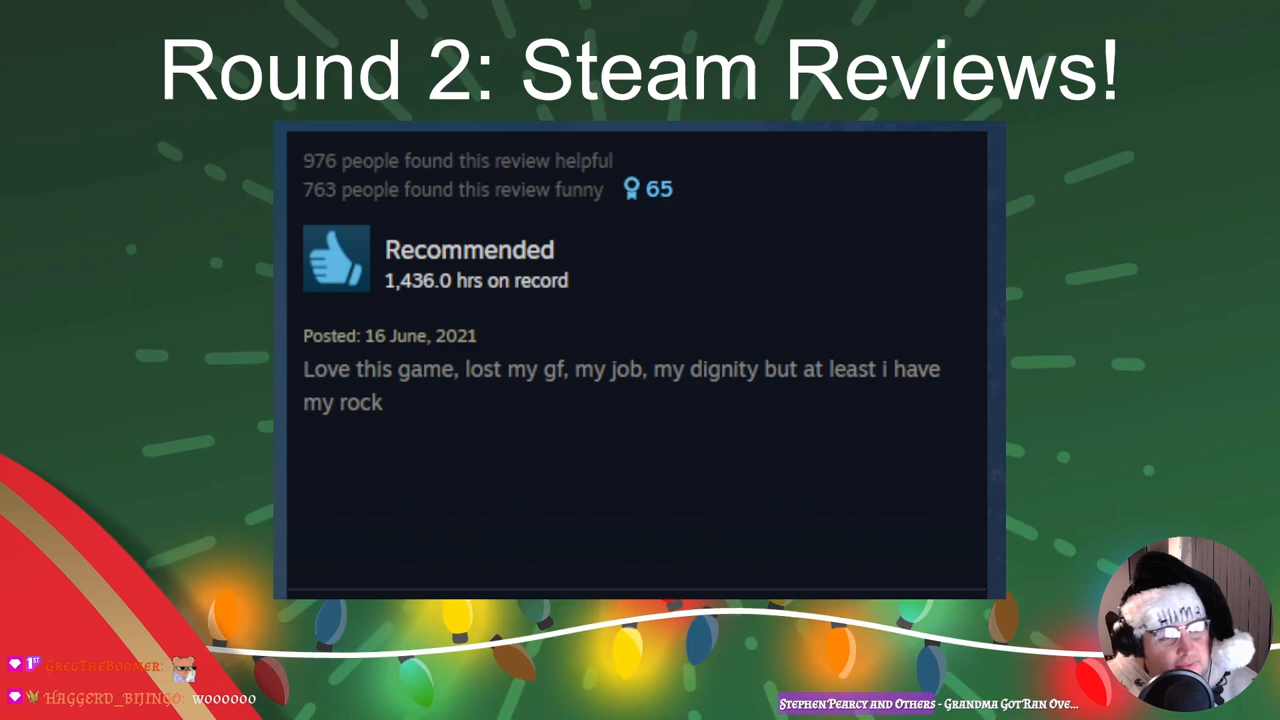 Round 2: Steam Reviews!
976 people found this review helpful
763 people found this review funny 65
Recommended
1,436.0 hrs on record
Posted: 16 June, 2021
Love this game, lost my gf, my job, my dignity but at least i have
my rock
1ST GregTheBoomer:
HAGGERD_BIJINGO: woooooo
Stephen Pearcy and Others - Grandma Got Ran Ove...